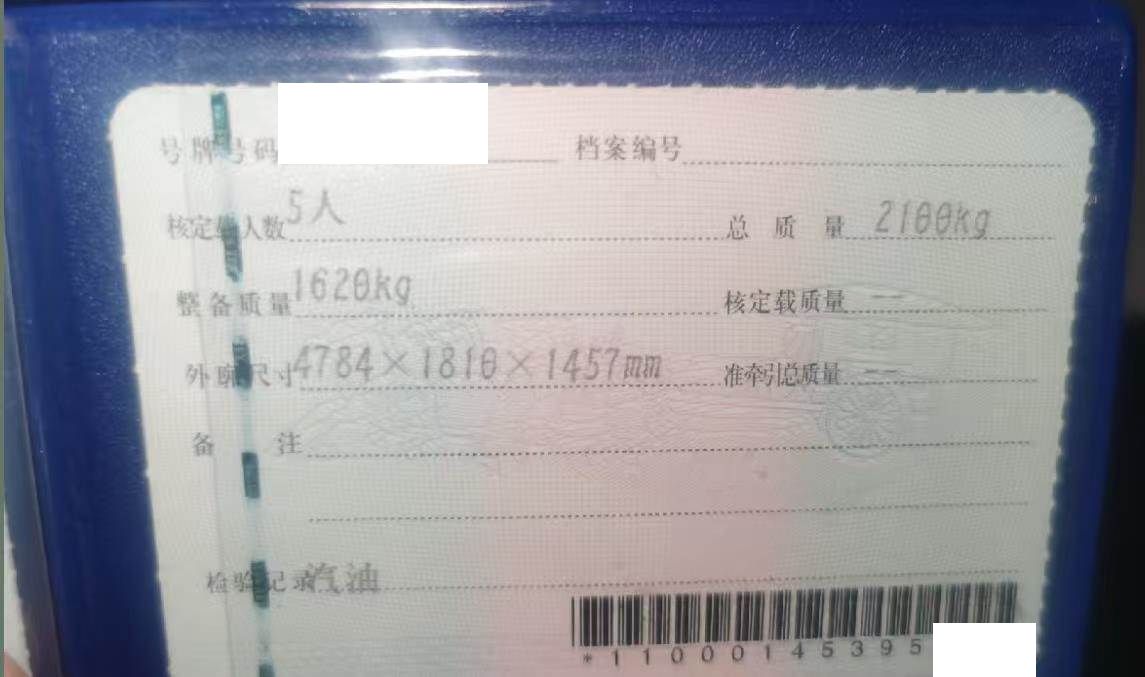 号牌号码 档案编号
核定载人数 5人 总质量 2100kg
整备质量 1620kg 核定载质量 --
外廓尺寸 4784×1810×1457mm 准牵引总质量 --
备注
检验记录 汽油
*11000145395